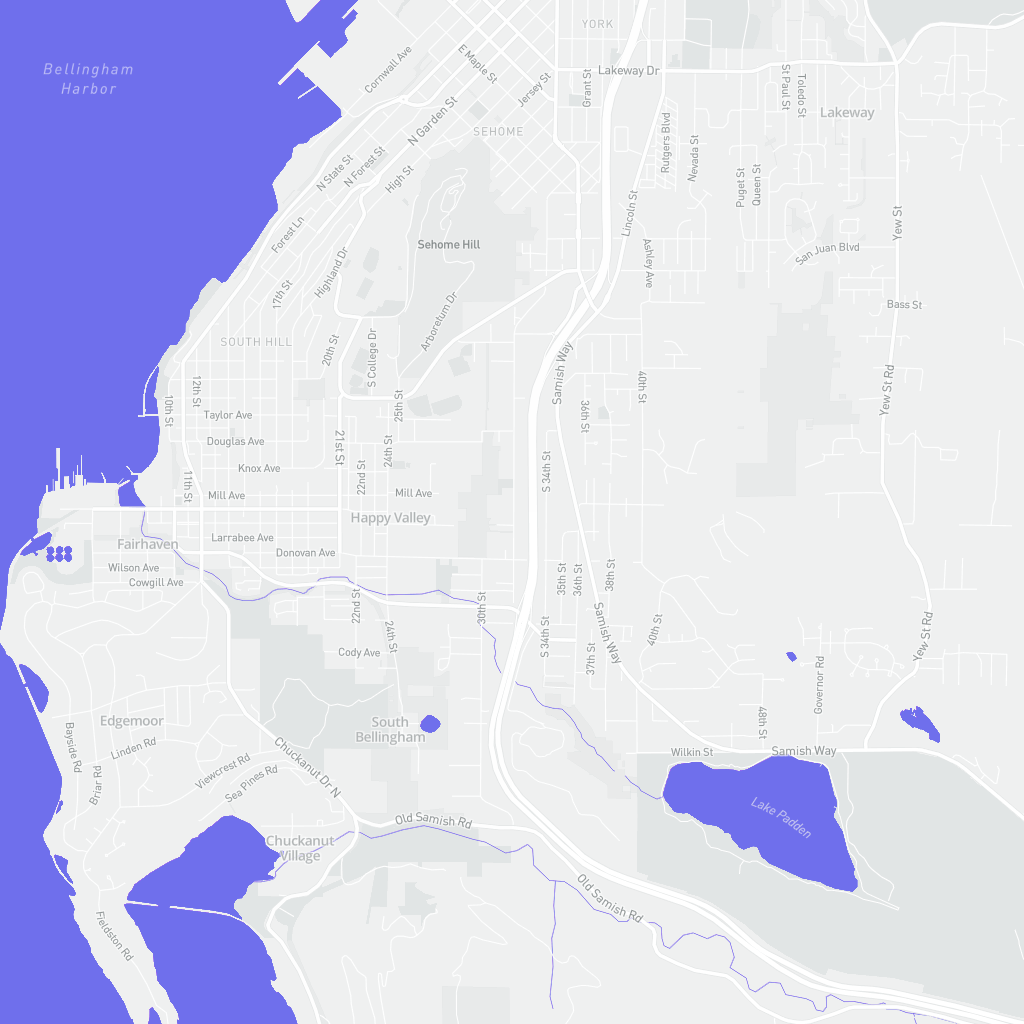 YORK
Bellingham
Harbor
Cornwall Ave
E Maple St
Lakeway Dr
Jersey St
Grant St
St Paul St
Toledo St
Lakeway
N Garden St
SEHOME
Rutgers Blvd
Nevada St
N State St
N Forest St
High St
Puget St
Queen St
Lincoln St
Yew St
Forest Ln
Sehome Hill
San Juan Blvd
Ashley Ave
Highland Dr
17th St
Arboretum Dr
Bass St
SOUTH HILL
20th St
S College Dr
Samish Way
12th St
10th St
25th St
40th St
Yew St Rd
Taylor Ave
36th St
Douglas Ave
21st St
24th St
Knox Ave
22nd St
S 34th St
11th St
Mill Ave
Mill Ave
Happy Valley
Fairhaven
Larrabee Ave
Donovan Ave
Wilson Ave
Cowgill Ave
35th St
36th St
38th St
22nd St
30th St
24th St
S 34th St
Samish Way
40th St
Yew St Rd
Cody Ave
37th St
Governor Rd
Edgemoor
South
Bellingham
48th St
Bayside Rd
Linden Rd
Wilkin St
Samish Way
Briar Rd
Viewcrest Rd
Sea Pines Rd
Chuckanut Dr N
Lake Padden
Old Samish Rd
Chuckanut
Village
Old Samish Rd
Fieldston Rd